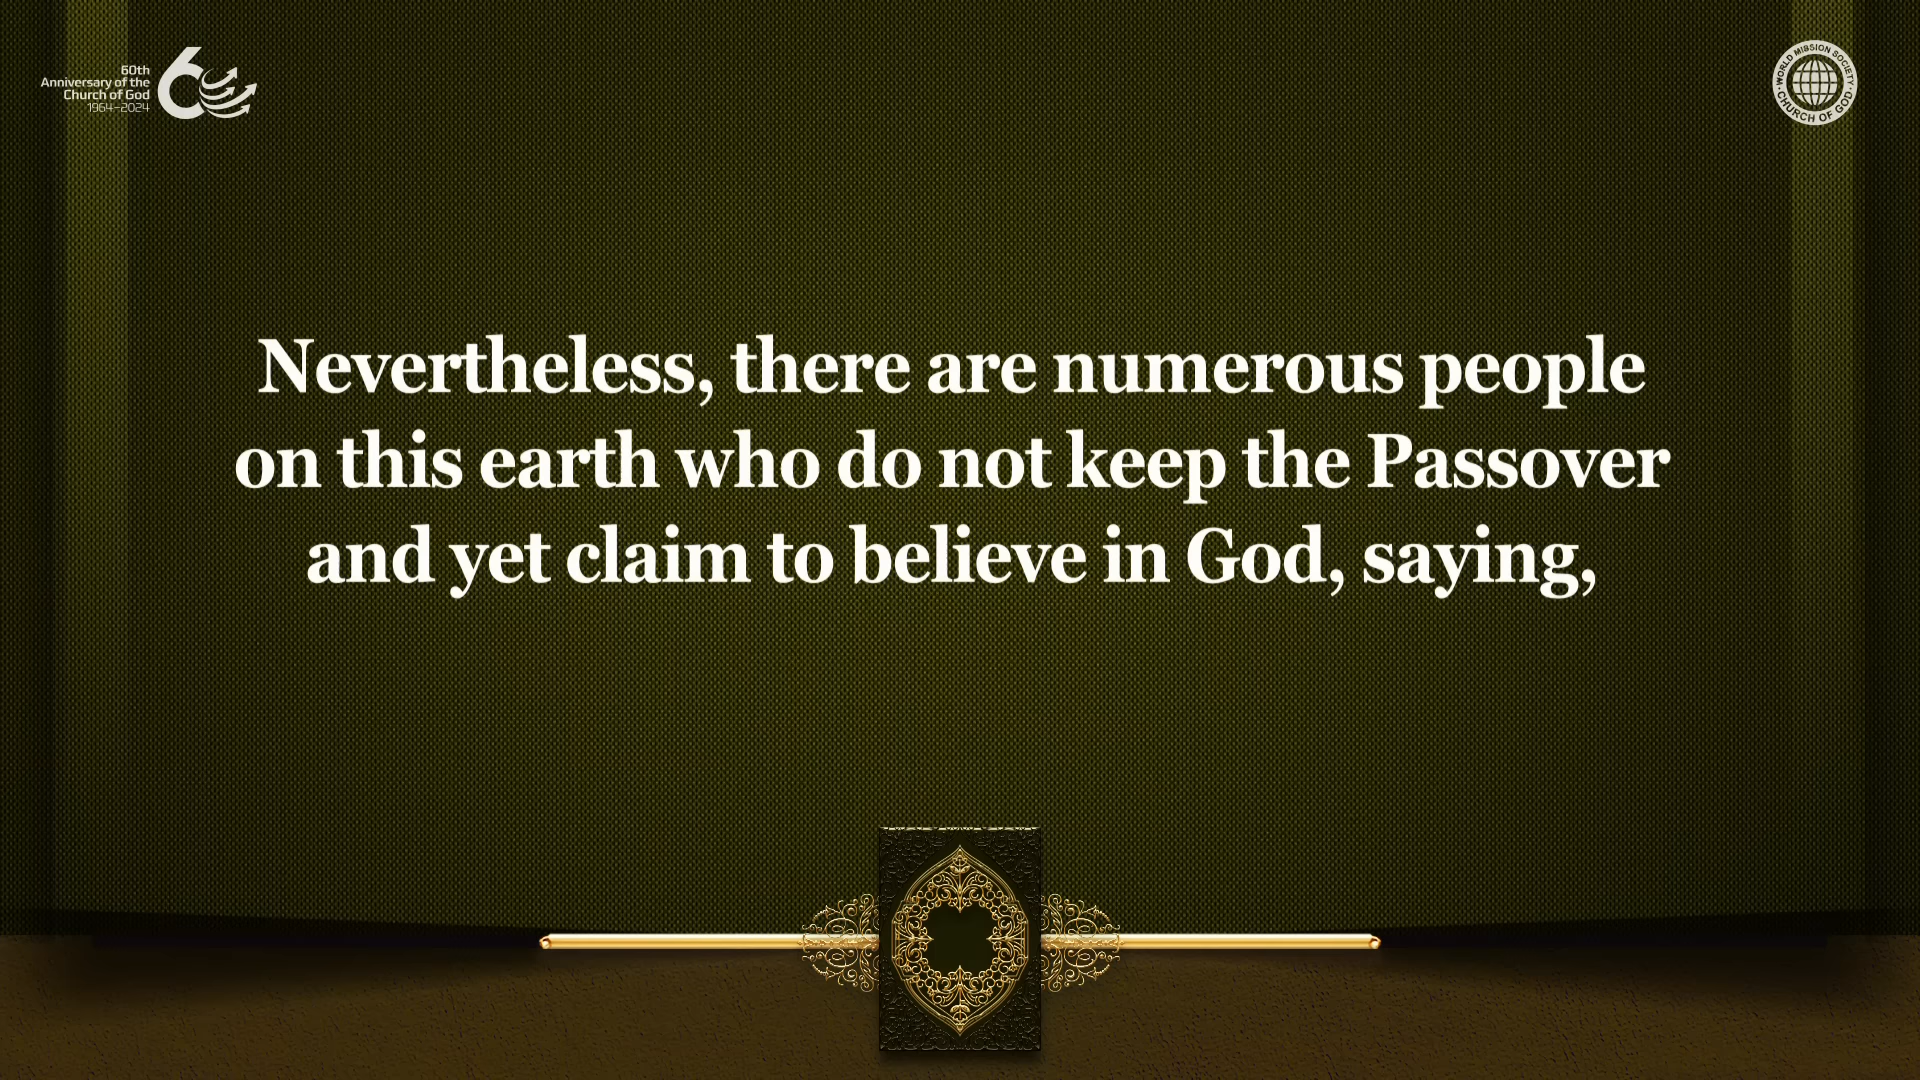 60th
Anniversary of the
Church of God
1964–2024
60
WORLD MISSION SOCIETY
CHURCH OF GOD
Nevertheless, there are numerous people
on this earth who do not keep the Passover
and yet claim to believe in God, saying,